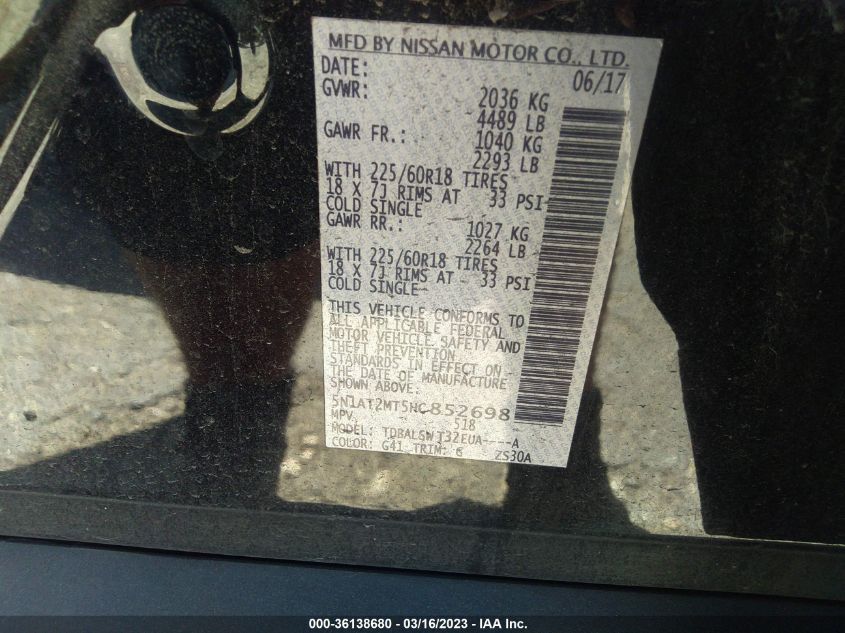 MFD BY NISSAN MOTOR CO., LTD.
DATE: 06/17
GVWR: 2036 KG
4489 LB
GAWR FR.: 1040 KG
2293 LB
WITH 225/60R18 TIRES
18 X 7J RIMS AT 33 PSI
COLD SINGLE
GAWR RR.: 1027 KG
2264 LB
WITH 225/60R18 TIRES
18 X 7J RIMS AT 33 PSI
COLD SINGLE
THIS VEHICLE CONFORMS TO
ALL APPLICABLE FEDERAL
MOTOR VEHICLE SAFETY AND
THEFT PREVENTION
STANDARDS IN EFFECT ON
THE DATE OF MANUFACTURE
SHOWN ABOVE.
5N1AT2MT5HC852698
MPV 518
MODEL: TDBALGWT32EUA----A
COLOR: G41 TRIM: G ZS30A
000-36138680 - 03/16/2023 - IAA Inc.